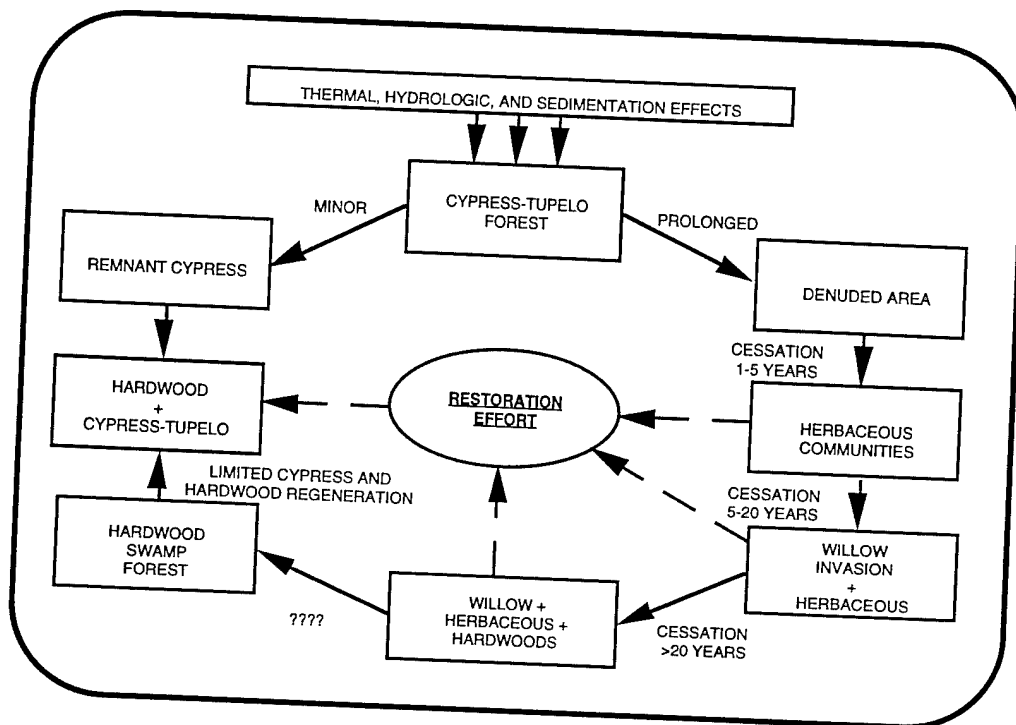 THERMAL, HYDROLOGIC, AND SEDIMENTATION EFFECTS
CYPRESS-TUPELO
FOREST
MINOR
PROLONGED
REMNANT CYPRESS
DENUDED AREA
CESSATION
1-5 YEARS
HARDWOOD
+
CYPRESS-TUPELO
RESTORATION
EFFORT
HERBACEOUS
COMMUNITIES
LIMITED CYPRESS AND
HARDWOOD REGENERATION
CESSATION
5-20 YEARS
HARDWOOD
SWAMP
FOREST
WILLOW
INVASION
+
HERBACEOUS
????
WILLOW +
HERBACEOUS +
HARDWOODS
CESSATION
>20 YEARS